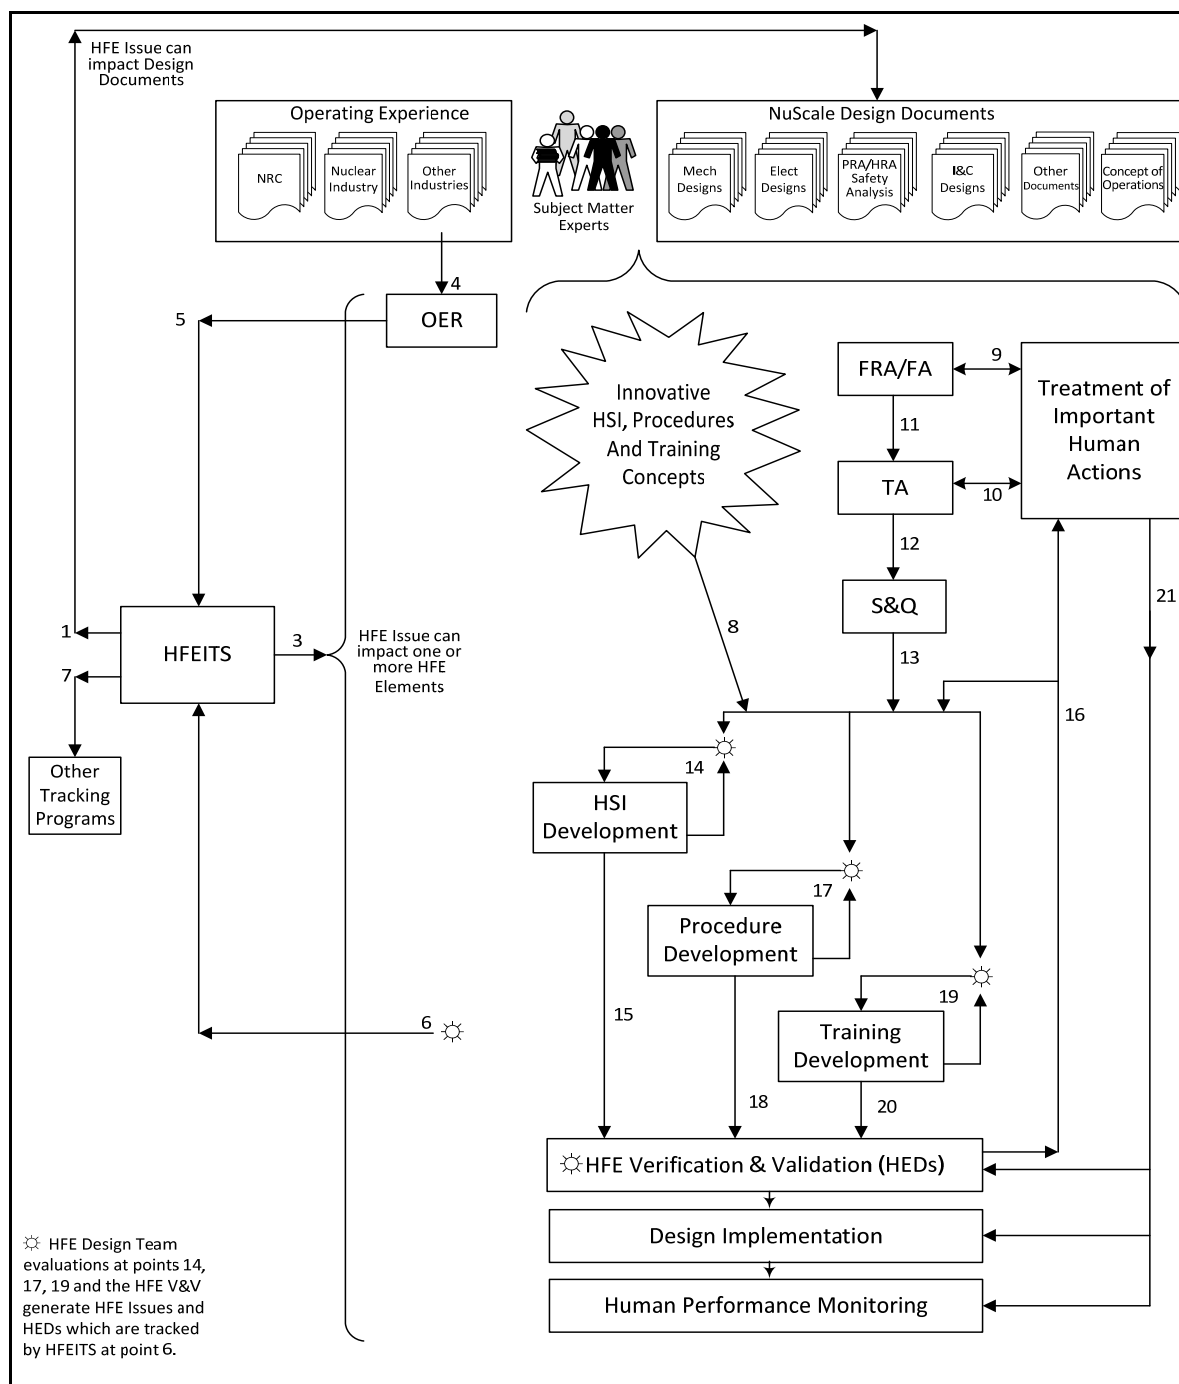 HFE Issue can
impact Design
Documents
Operating Experience
NRC
Nuclear
Industry
Other
Industries
Subject Matter
Experts
NuScale Design Documents
Mech
Designs
Elect
Designs
PRA/HRA
Safety
Analysis
I&C
Designs
Other
Documents
Concept of
Operations
4
OER
5
Innovative
HSI, Procedures
And Training
Concepts
FRA/FA
9
Treatment of
Important
Human
Actions
11
TA
10
12
S&Q
21
8
13
1
HFEITS
3
HFE Issue can
impact one or
more HFE
Elements
7
16
Other
Tracking
Programs
14
HSI
Development
17
Procedure
Development
19
Training
Development
6
15
18
20
HFE Verification & Validation (HEDs)
Design Implementation
Human Performance Monitoring
HFE Design Team
evaluations at points 14,
17, 19 and the HFE V&V
generate HFE Issues and
HEDs which are tracked
by HFEITS at point 6.